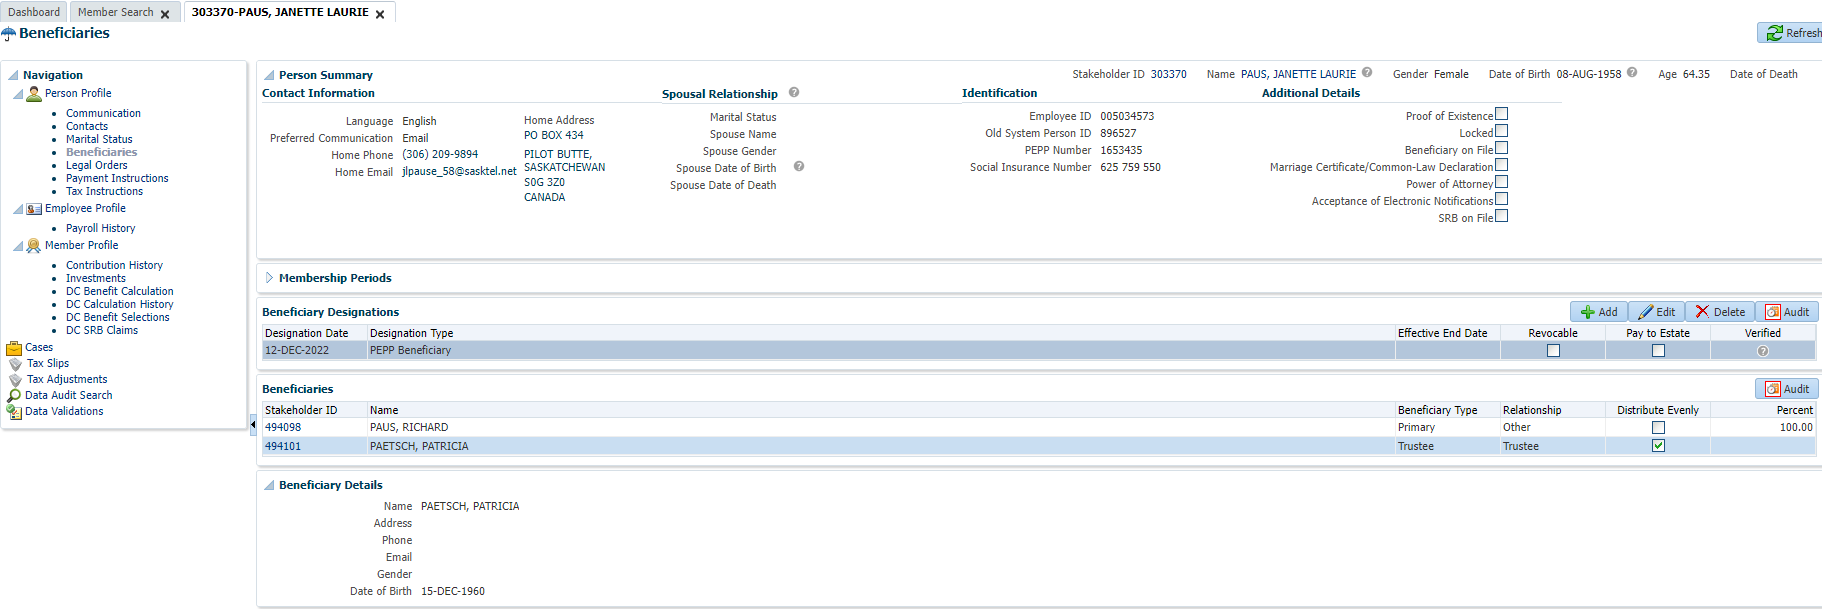 Dashboard Member Search 303370-PAUS, JANETTE LAURIE
Beneficiaries
Refresh
Navigation
Person Profile
Communication
Contacts
Marital Status
Beneficiaries
Legal Orders
Payment Instructions
Tax Instructions
Employee Profile
Payroll History
Member Profile
Contribution History
Investments
DC Benefit Calculation
DC Calculation History
DC Benefit Selections
DC SRB Claims
Cases
Tax Slips
Tax Adjustments
Data Audit Search
Data Validations
Person Summary Stakeholder ID 303370 Name PAUS, JANETTE LAURIE Gender Female Date of Birth 08-AUG-1958 Age 64.35 Date of Death
Contact Information
Language English
Preferred Communication Email
Home Phone (306) 209-9894
Home Email jlpause_58@sasktel.net
Home Address
PO BOX 434
PILOT BUTTE,
SASKATCHEWAN
S0G 3Z0
CANADA
Spousal Relationship
Marital Status
Spouse Name
Spouse Gender
Spouse Date of Birth
Spouse Date of Death
Identification
Employee ID 005034573
Old System Person ID 896527
PEPP Number 1653435
Social Insurance Number 625 759 550
Additional Details
Proof of Existence
Locked
Beneficiary on File
Marriage Certificate/Common-Law Declaration
Power of Attorney
Acceptance of Electronic Notifications
SRB on File
Membership Periods
Beneficiary Designations Add Edit Delete Audit
Designation Date Designation Type Effective End Date Revocable Pay to Estate Verified
12-DEC-2022 PEPP Beneficiary
Beneficiaries Audit
Stakeholder ID Name Beneficiary Type Relationship Distribute Evenly Percent
494098 PAUS, RICHARD Primary Other 100.00
494101 PAETSCH, PATRICIA Trustee Trustee
Beneficiary Details
Name PAETSCH, PATRICIA
Address
Phone
Email
Gender
Date of Birth 15-DEC-1960